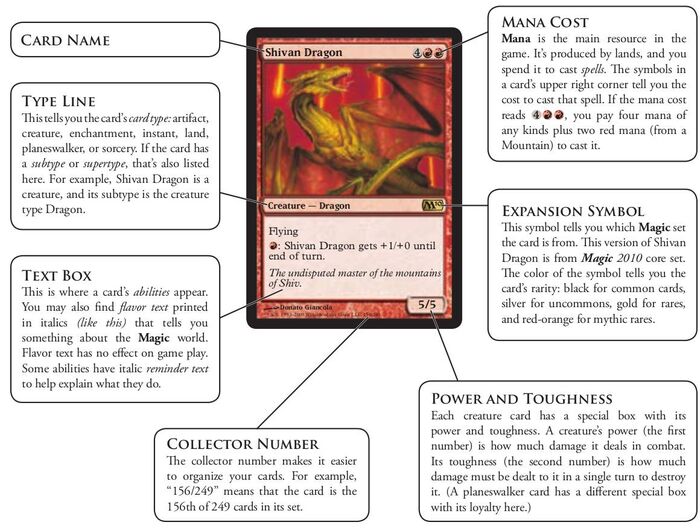 CARD NAME
TYPE LINE
This tells you the card's card type: artifact,
creature, enchantment, instant, land,
planeswalker, or sorcery. If the card has
a subtype or supertype, that's also listed
here. For example, Shivan Dragon is a
creature, and its subtype is the creature
type Dragon.
TEXT BOX
This is where a card's abilities appear.
You may also find flavor text printed
in italics (like this) that tells you
something about the Magic world.
Flavor text has no effect on game play.
Some abilities have italic reminder text
to help explain what they do.
Shivan Dragon 4
Creature — Dragon
M10
Flying
: Shivan Dragon gets +1/+0 until
end of turn.
The undisputed master of the mountains
of Shiv.
Donato Giancola
5/5
MANA COST
Mana is the main resource in the
game. It's produced by lands, and you
spend it to cast spells. The symbols in
a card's upper right corner tell you the
cost to cast that spell. If the mana cost
reads 4, you pay four mana of
any kinds plus two red mana (from a
Mountain) to cast it.
EXPANSION SYMBOL
This symbol tells you which Magic set
the card is from. This version of Shivan
Dragon is from Magic 2010 core set.
The color of the symbol tells you the
card's rarity: black for common cards,
silver for uncommons, gold for rares,
and red-orange for mythic rares.
COLLECTOR NUMBER
The collector number makes it easier
to organize your cards. For example,
"156/249" means that the card is the
156th of 249 cards in its set.
POWER AND TOUGHNESS
Each creature card has a special box with its
power and toughness. A creature's power (the first
number) is how much damage it deals in combat.
Its toughness (the second number) is how much
damage must be dealt to it in a single turn to destroy
it. (A planeswalker card has a different special box
with its loyalty here.)